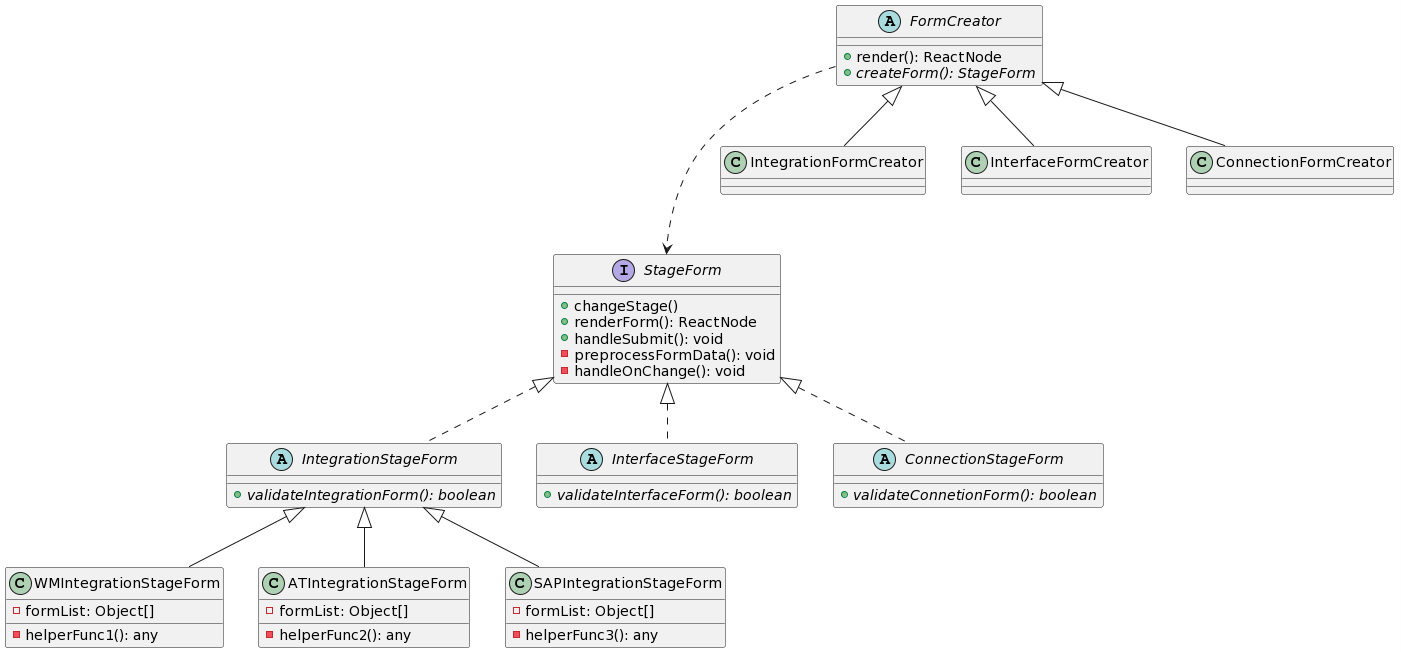 A FormCreator
render(): ReactNode
createForm(): StageForm
C IntegrationFormCreator
C InterfaceFormCreator
C ConnectionFormCreator
I StageForm
changeStage()
renderForm(): ReactNode
handleSubmit(): void
preprocessFormData(): void
handleOnChange(): void
A IntegrationStageForm
validateIntegrationForm(): boolean
A InterfaceStageForm
validateInterfaceForm(): boolean
A ConnectionStageForm
validateConnetionForm(): boolean
C WMIntegrationStageForm
formList: Object[]
helperFunc1(): any
C ATIntegrationStageForm
formList: Object[]
helperFunc2(): any
C SAPIntegrationStageForm
formList: Object[]
helperFunc3(): any